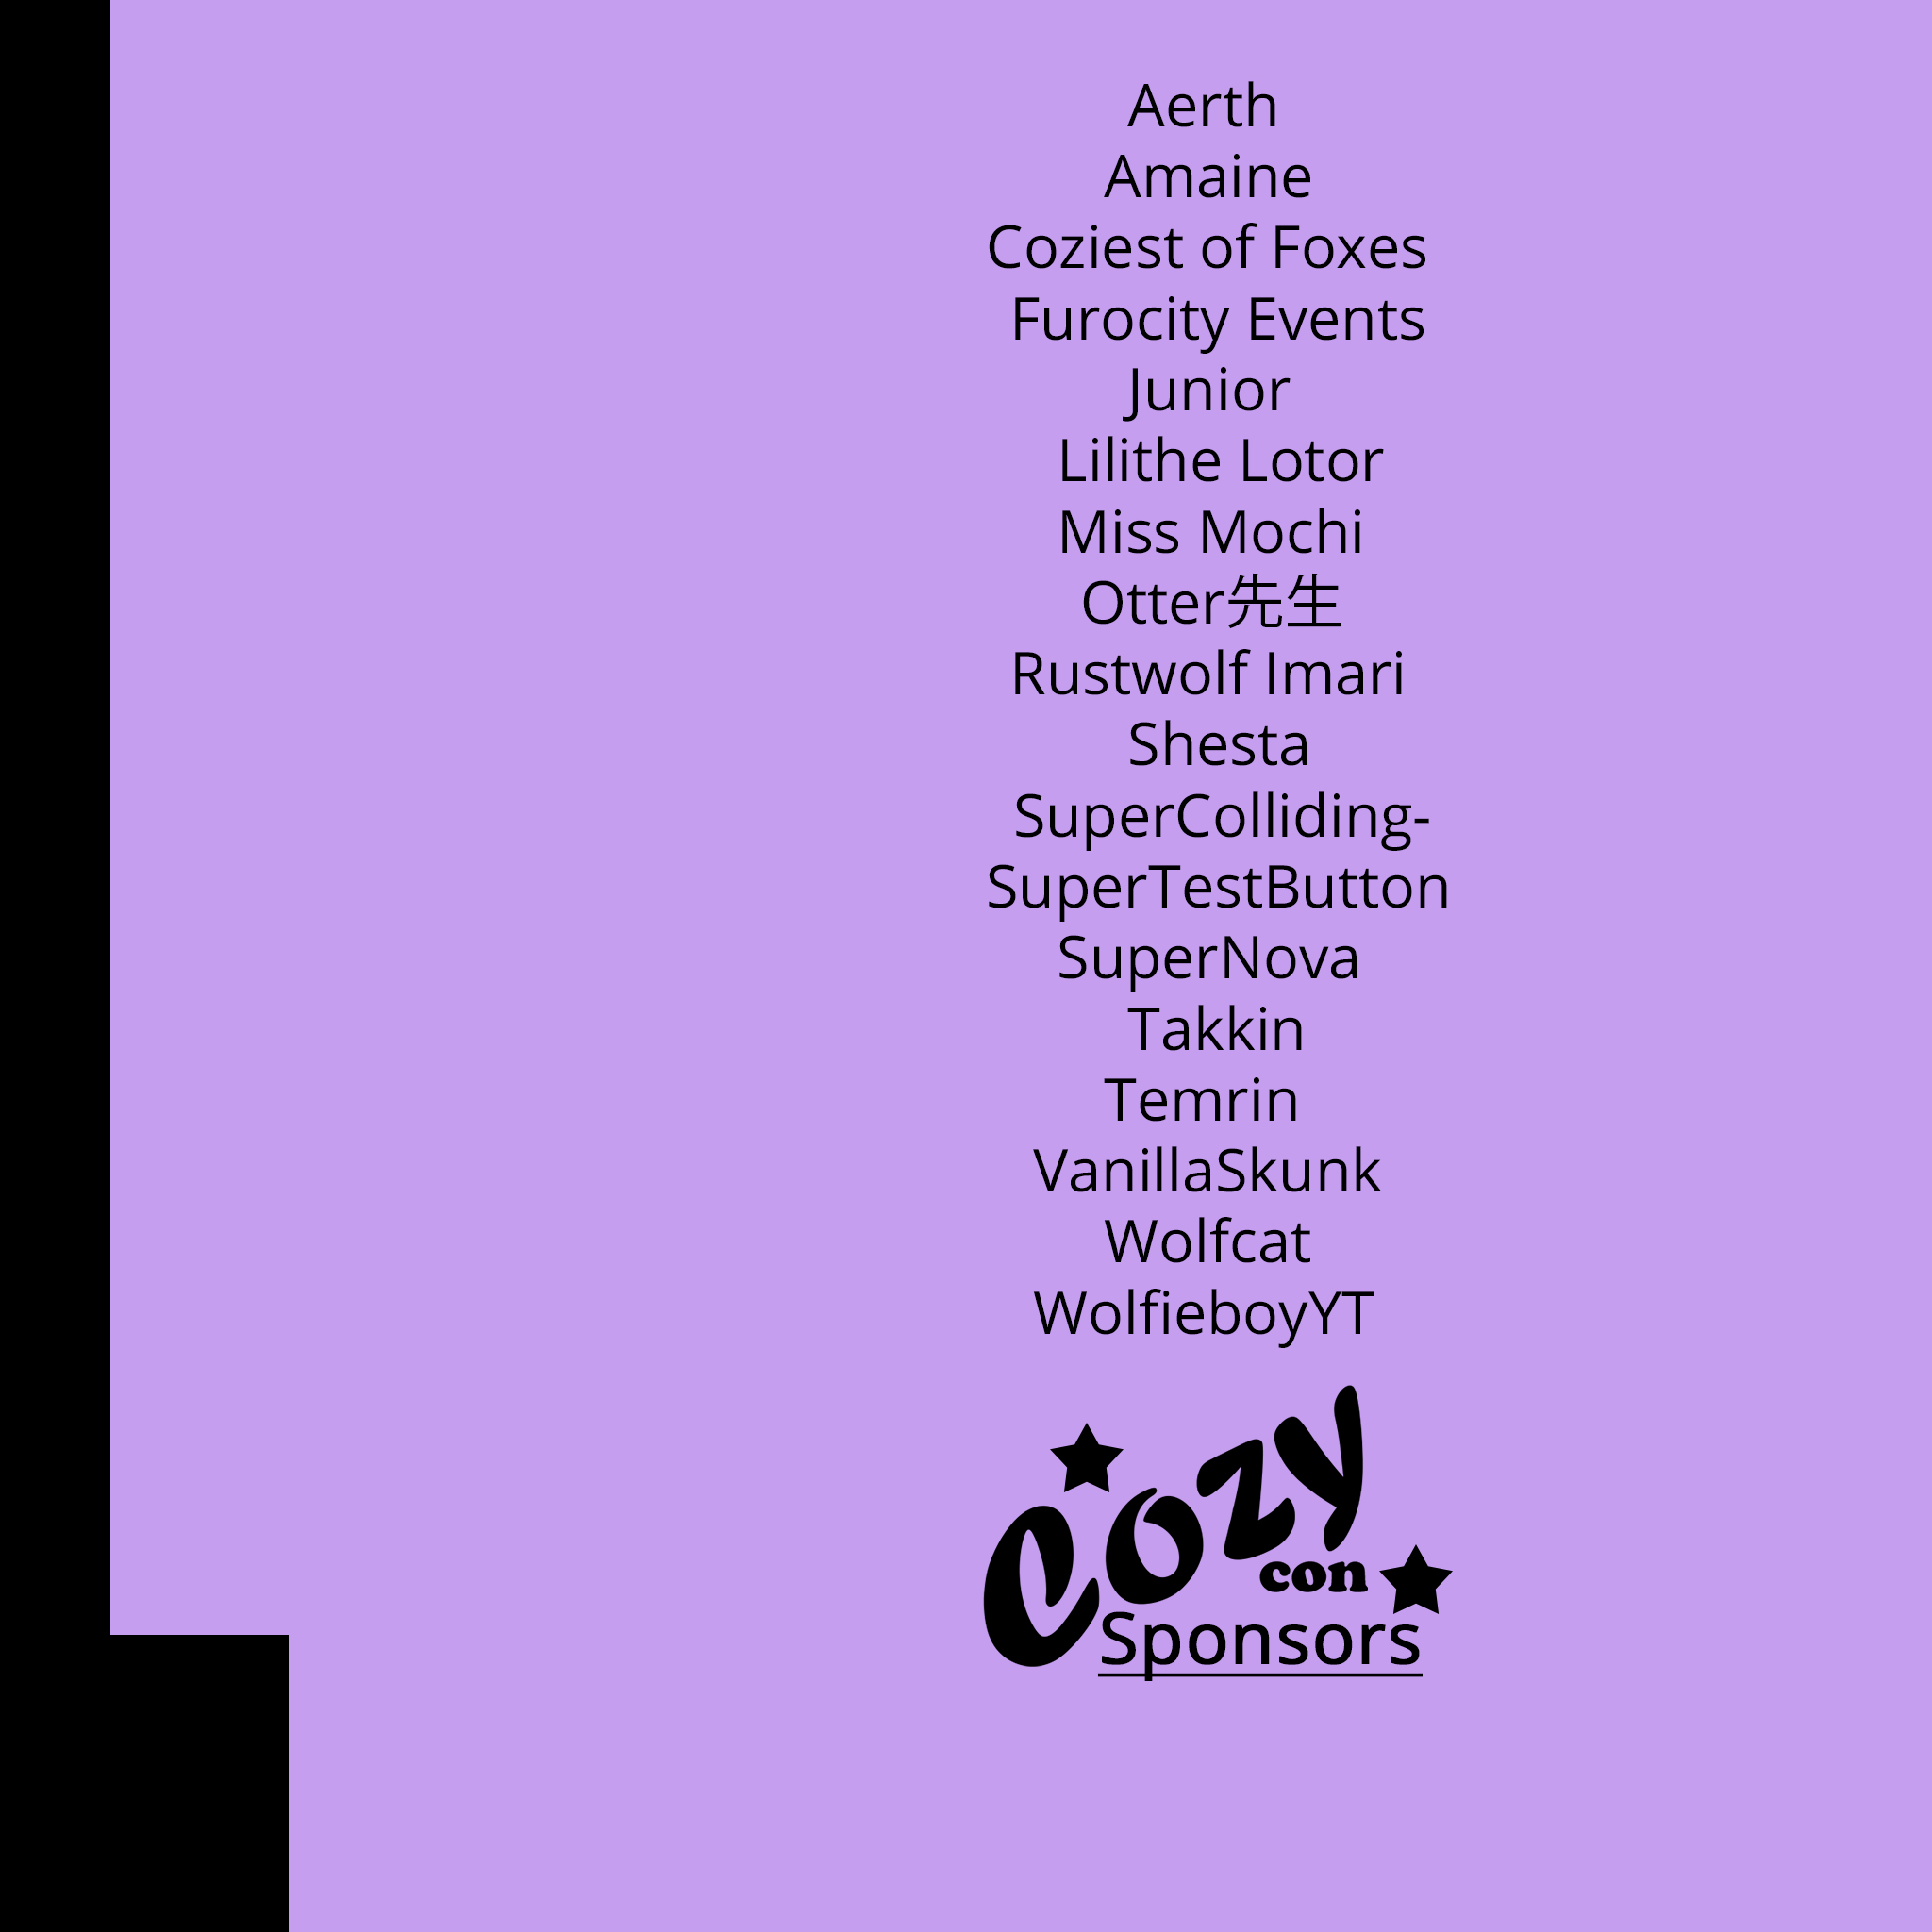 Aerth
Amaine
Coziest of Foxes
Furocity Events
Junior
Lilithe Lotor
Miss Mochi
Otter先生
Rustwolf Imari
Shesta
SuperColliding-
SuperTestButton
SuperNova
Takkin
Temrin
VanillaSkunk
Wolfcat
WolfieboyYT
Cozy
con
Sponsors